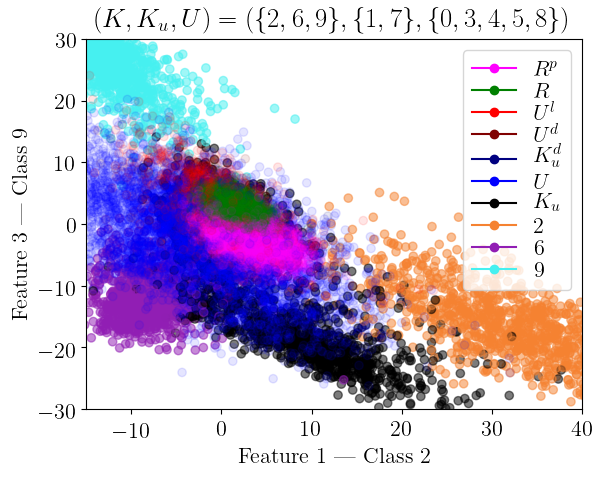 (K, K_u, U) = ({2, 6, 9}, {1, 7}, {0, 3, 4, 5, 8})
30
20
10
0
−10
−20
−30
Feature 3 — Class 9
R^p
R
U^l
U^d
K_u^d
U
K_u
2
6
9
−10
0
10
20
30
40
Feature 1 — Class 2